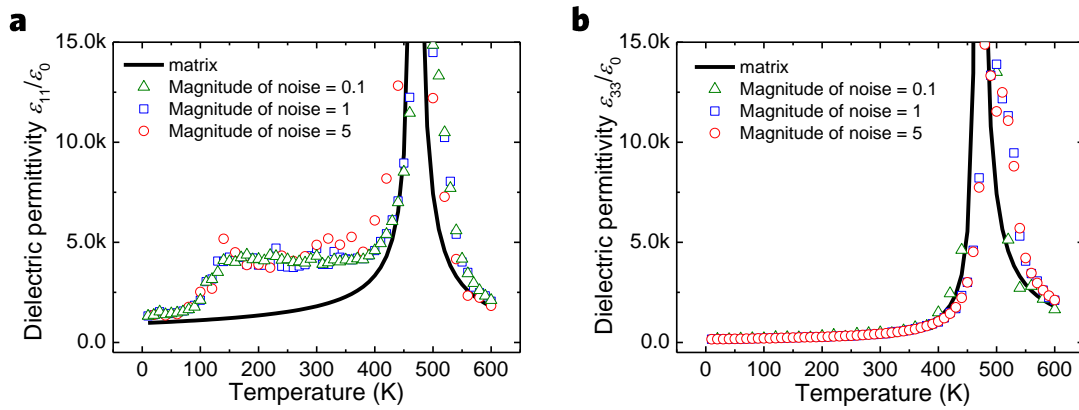 a
15.0k
10.0k
5.0k
0.0
Dielectric permittivity ε11/ε0
matrix
Magnitude of noise = 0.1
Magnitude of noise = 1
Magnitude of noise = 5
0 100 200 300 400 500 600
Temperature (K)
b
15.0k
10.0k
5.0k
0.0
Dielectric permittivity ε33/ε0
matrix
Magnitude of noise = 0.1
Magnitude of noise = 1
Magnitude of noise = 5
0 100 200 300 400 500 600
Temperature (K)